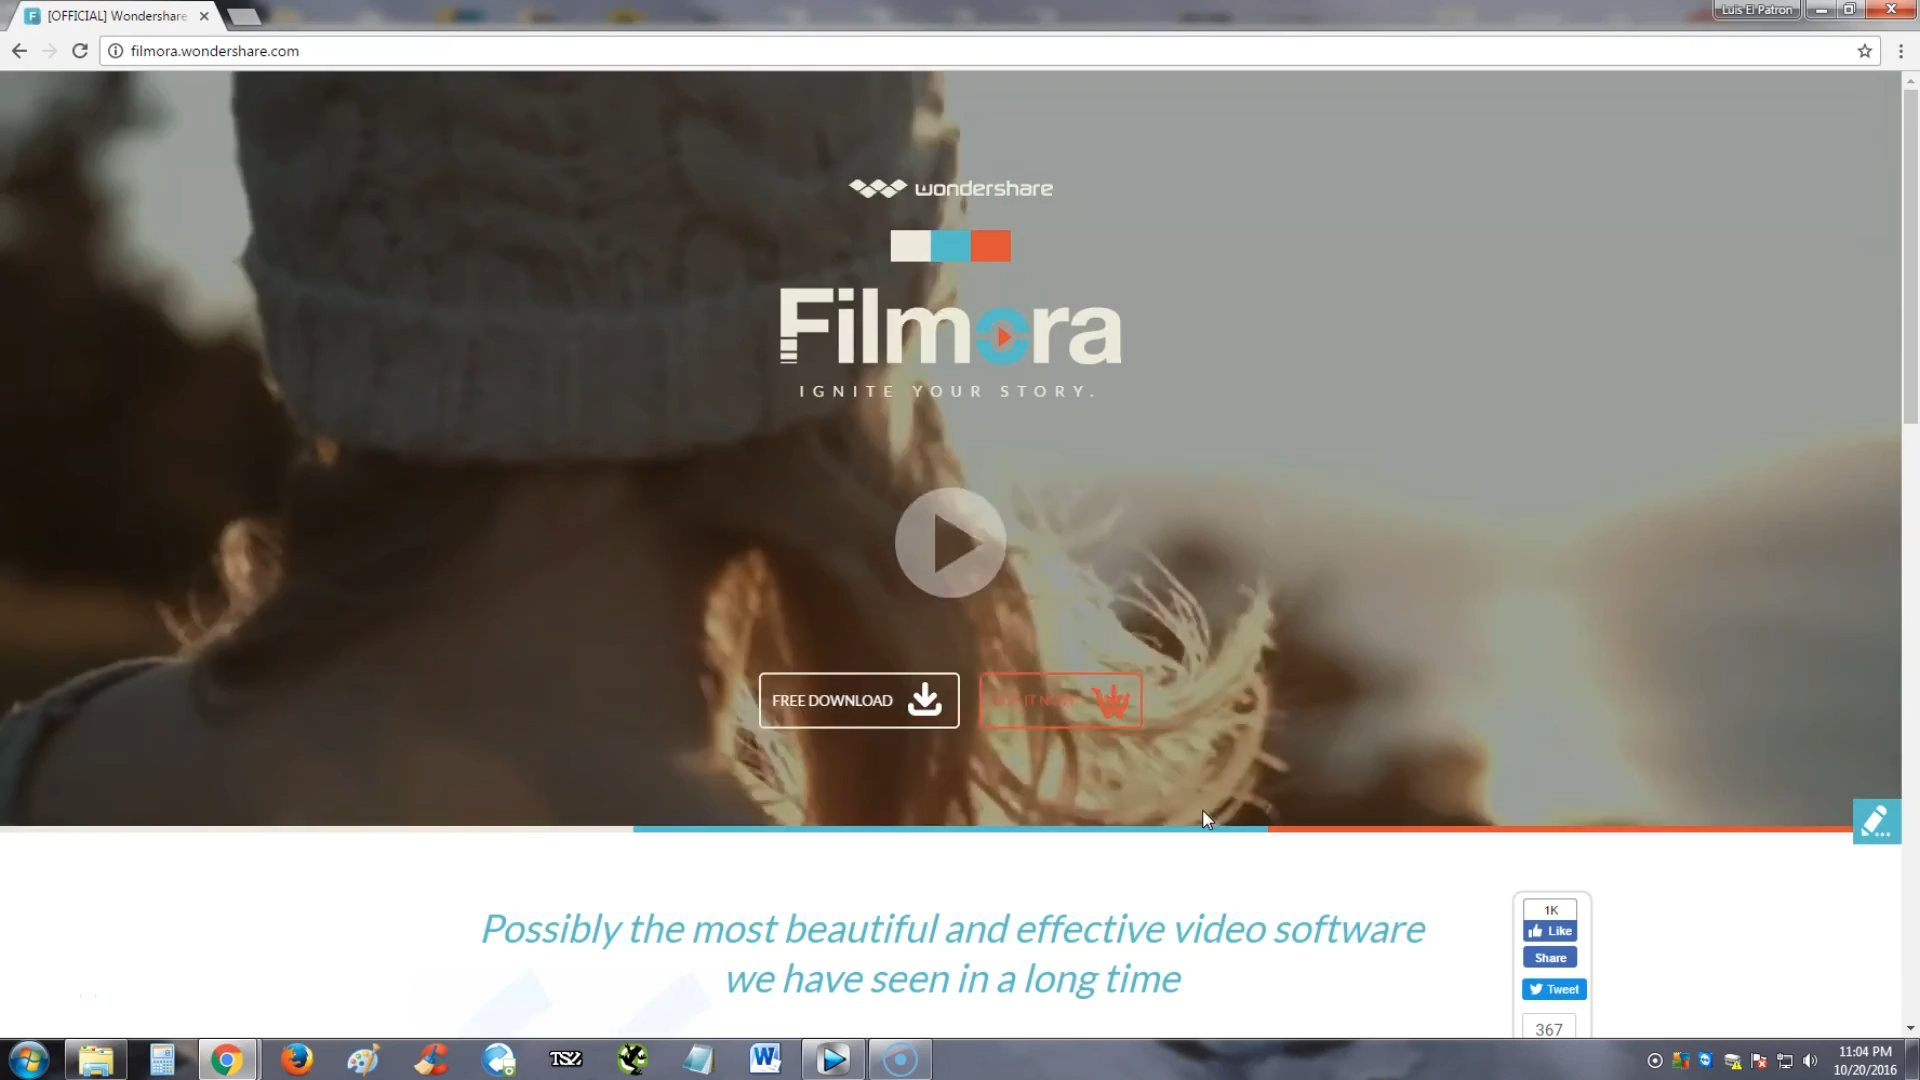 [OFFICIAL] Wondershare
Luis El Patron
filmora.wondershare.com
wondershare
Filmora
IGNITE YOUR STORY.
FREE DOWNLOAD
Possibly the most beautiful and effective video software
we have seen in a long time
1K
Like
Share
Tweet
367
TS2
W
11:04 PM
10/20/2016